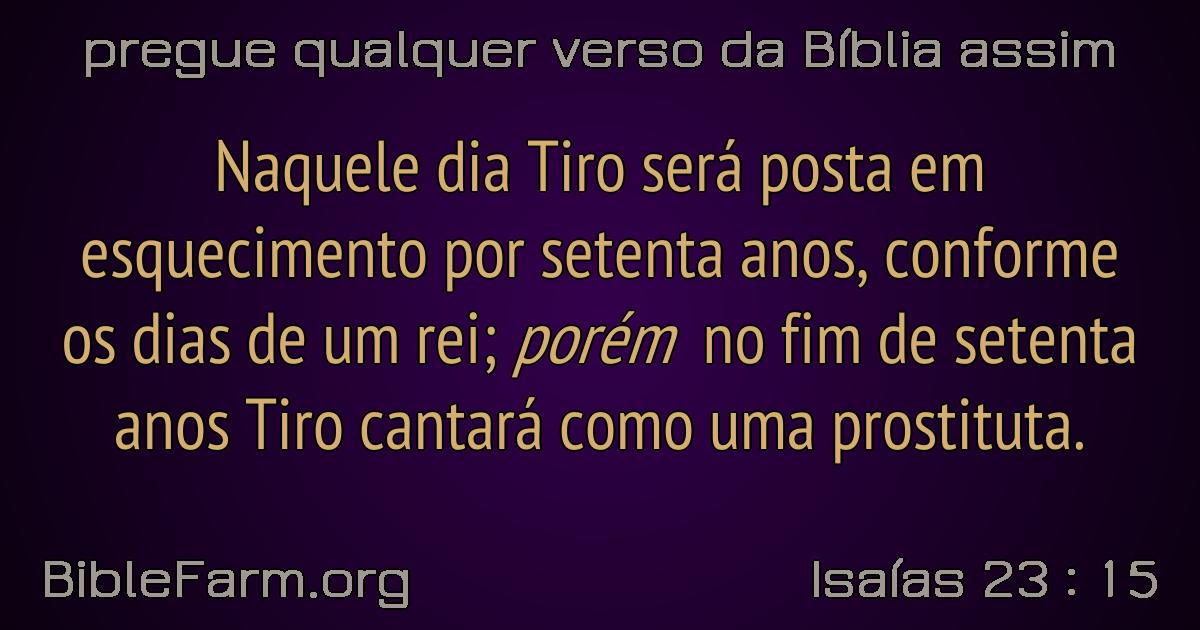 pregue qualquer verso da Bíblia assim
Naquele dia Tiro será posta em
esquecimento por setenta anos, conforme
os dias de um rei; porém no fim de setenta
anos Tiro cantará como uma prostituta.
BibleFarm.org
Isaías 23 : 15